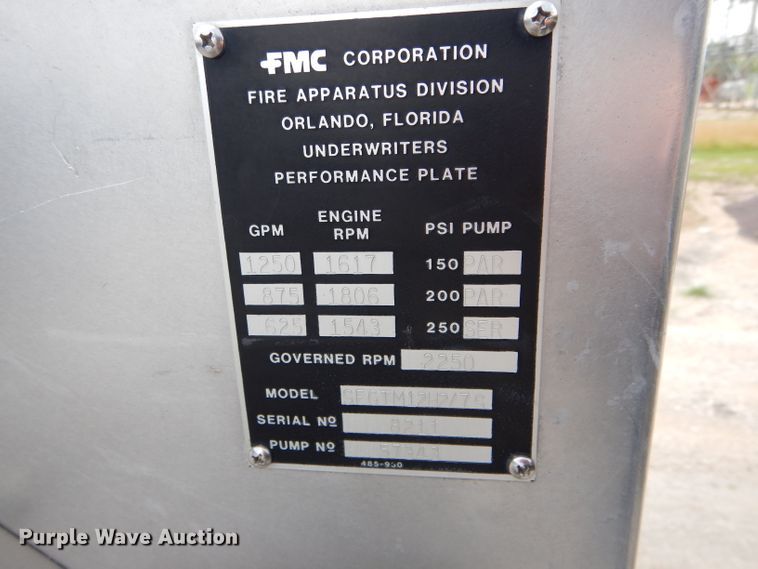 FMC CORPORATION
FIRE APPARATUS DIVISION
ORLANDO, FLORIDA
UNDERWRITERS
PERFORMANCE PLATE
GPM ENGINE RPM PSI PUMP
1250 1617 150 PAR
875 1806 200 PAR
625 1543 250 SER
GOVERNED RPM 2250
MODEL
SERIAL Nº 8211
PUMP Nº
485-950
Purple Wave Auction